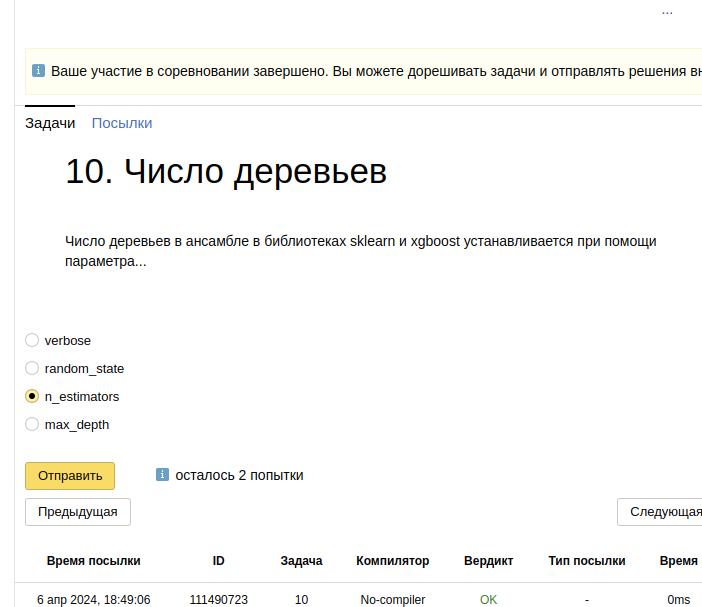 ...
Ваше участие в соревновании завершено. Вы можете дорешивать задачи и отправлять решения вн
Задачи Посылки
10. Число деревьев
Число деревьев в ансамбле в библиотеках sklearn и xgboost устанавливается при помощи
параметра...
verbose
random_state
n_estimators
max_depth
Отправить осталось 2 попытки
Предыдущая Следующая
Время посылки ID Задача Компилятор Вердикт Тип посылки Время
6 апр 2024, 18:49:06 111490723 10 No-compiler OK - 0ms